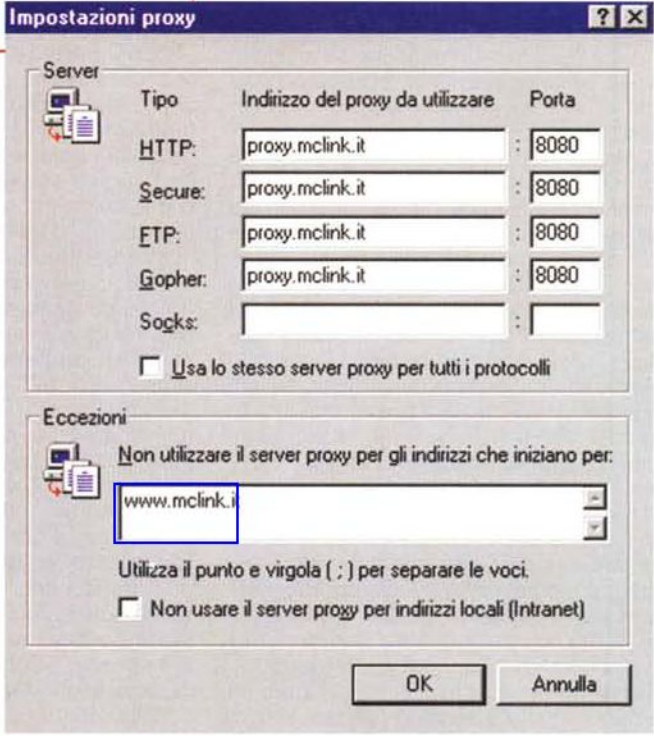 Impostazioni proxy
Server
Tipo Indirizzo del proxy da utilizzare Porta
HTTP: proxy.mclink.it : 8080
Secure: proxy.mclink.it : 8080
FTP: proxy.mclink.it : 8080
Gopher: proxy.mclink.it : 8080
Socks: :
Usa lo stesso server proxy per tutti i protocolli
Eccezioni
Non utilizzare il server proxy per gli indirizzi che iniziano per:
www.mclink.it
Utilizza il punto e virgola ( ; ) per separare le voci.
Non usare il server proxy per indirizzi locali (Intranet)
OK Annulla